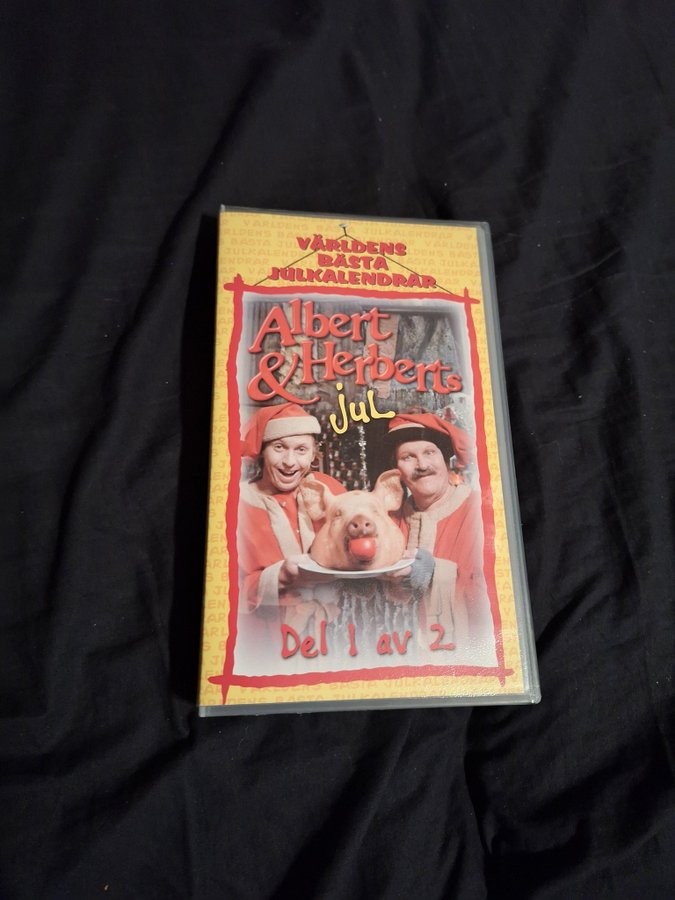 VÄRLDENS
BÄSTA
JULKALENDRAR
Albert
& Herberts
jul
Del 1 av 2